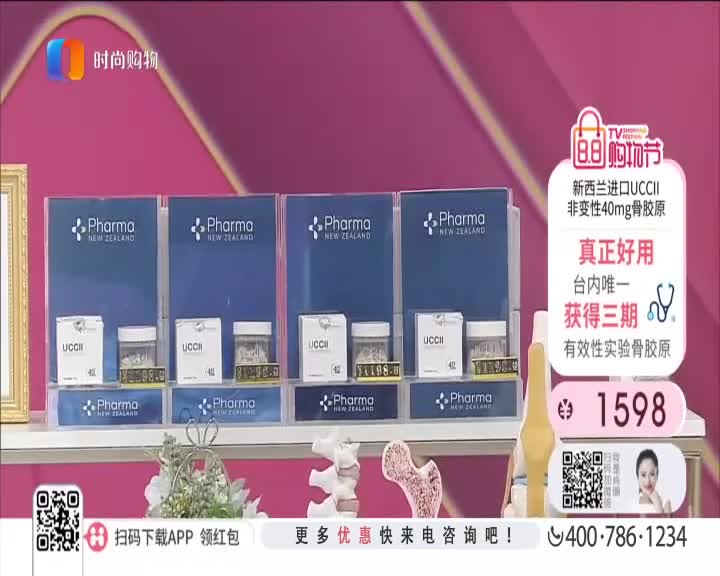 时尚购物
TV SHOPPING FESTIVAL
8.8 购物节
新西兰进口UCCII
非变性40mg骨胶原
真正好用
台内唯一
获得三期
有效性实验骨胶原
¥ 1598
Pharma
NEW ZEALAND
Pharma
NEW ZEALAND
Pharma
NEW ZEALAND
Pharma
NEW ZEALAND
UCCII
UCCII
UCCII
UCCII
Pharma
NEW ZEALAND
Pharma
NEW ZEALAND
Pharma
NEW ZEALAND
Pharma
NEW ZEALAND
扫码下载APP 领红包
更多优惠快来电咨询吧！
400·786·1234